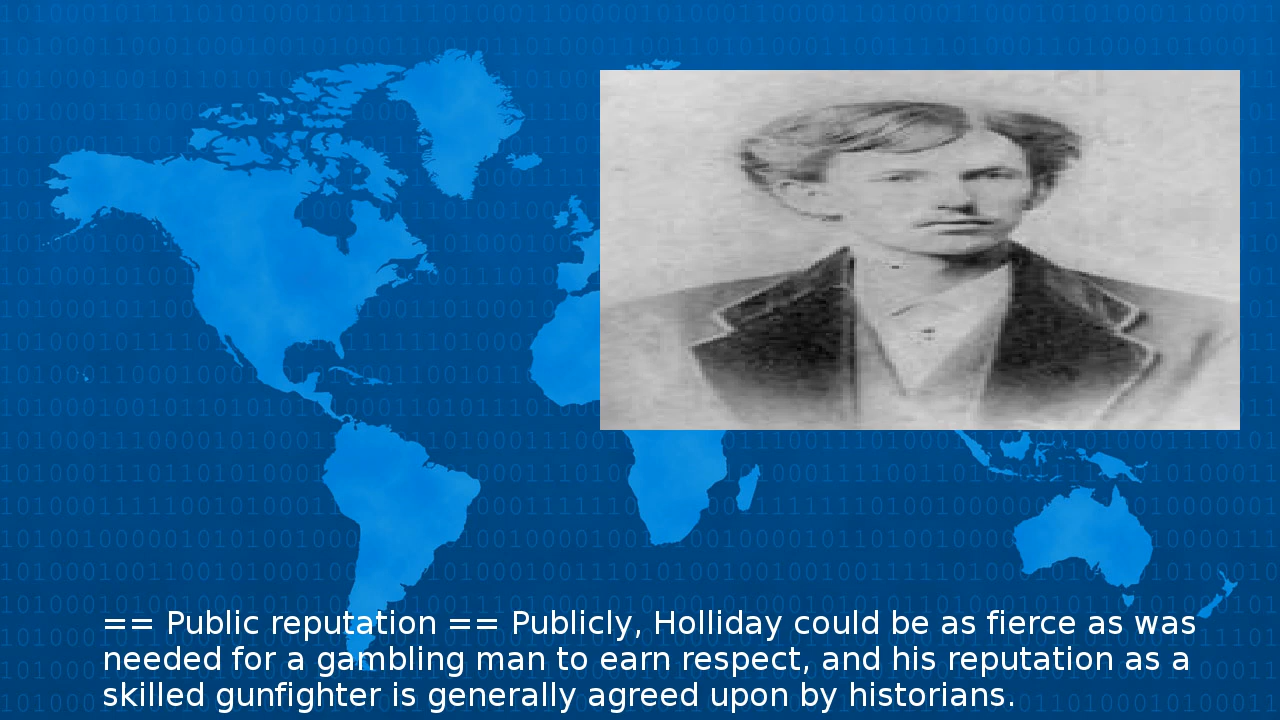 == Public reputation == Publicly, Holliday could be as fierce as was
needed for a gambling man to earn respect, and his reputation as a
skilled gunfighter is generally agreed upon by historians.